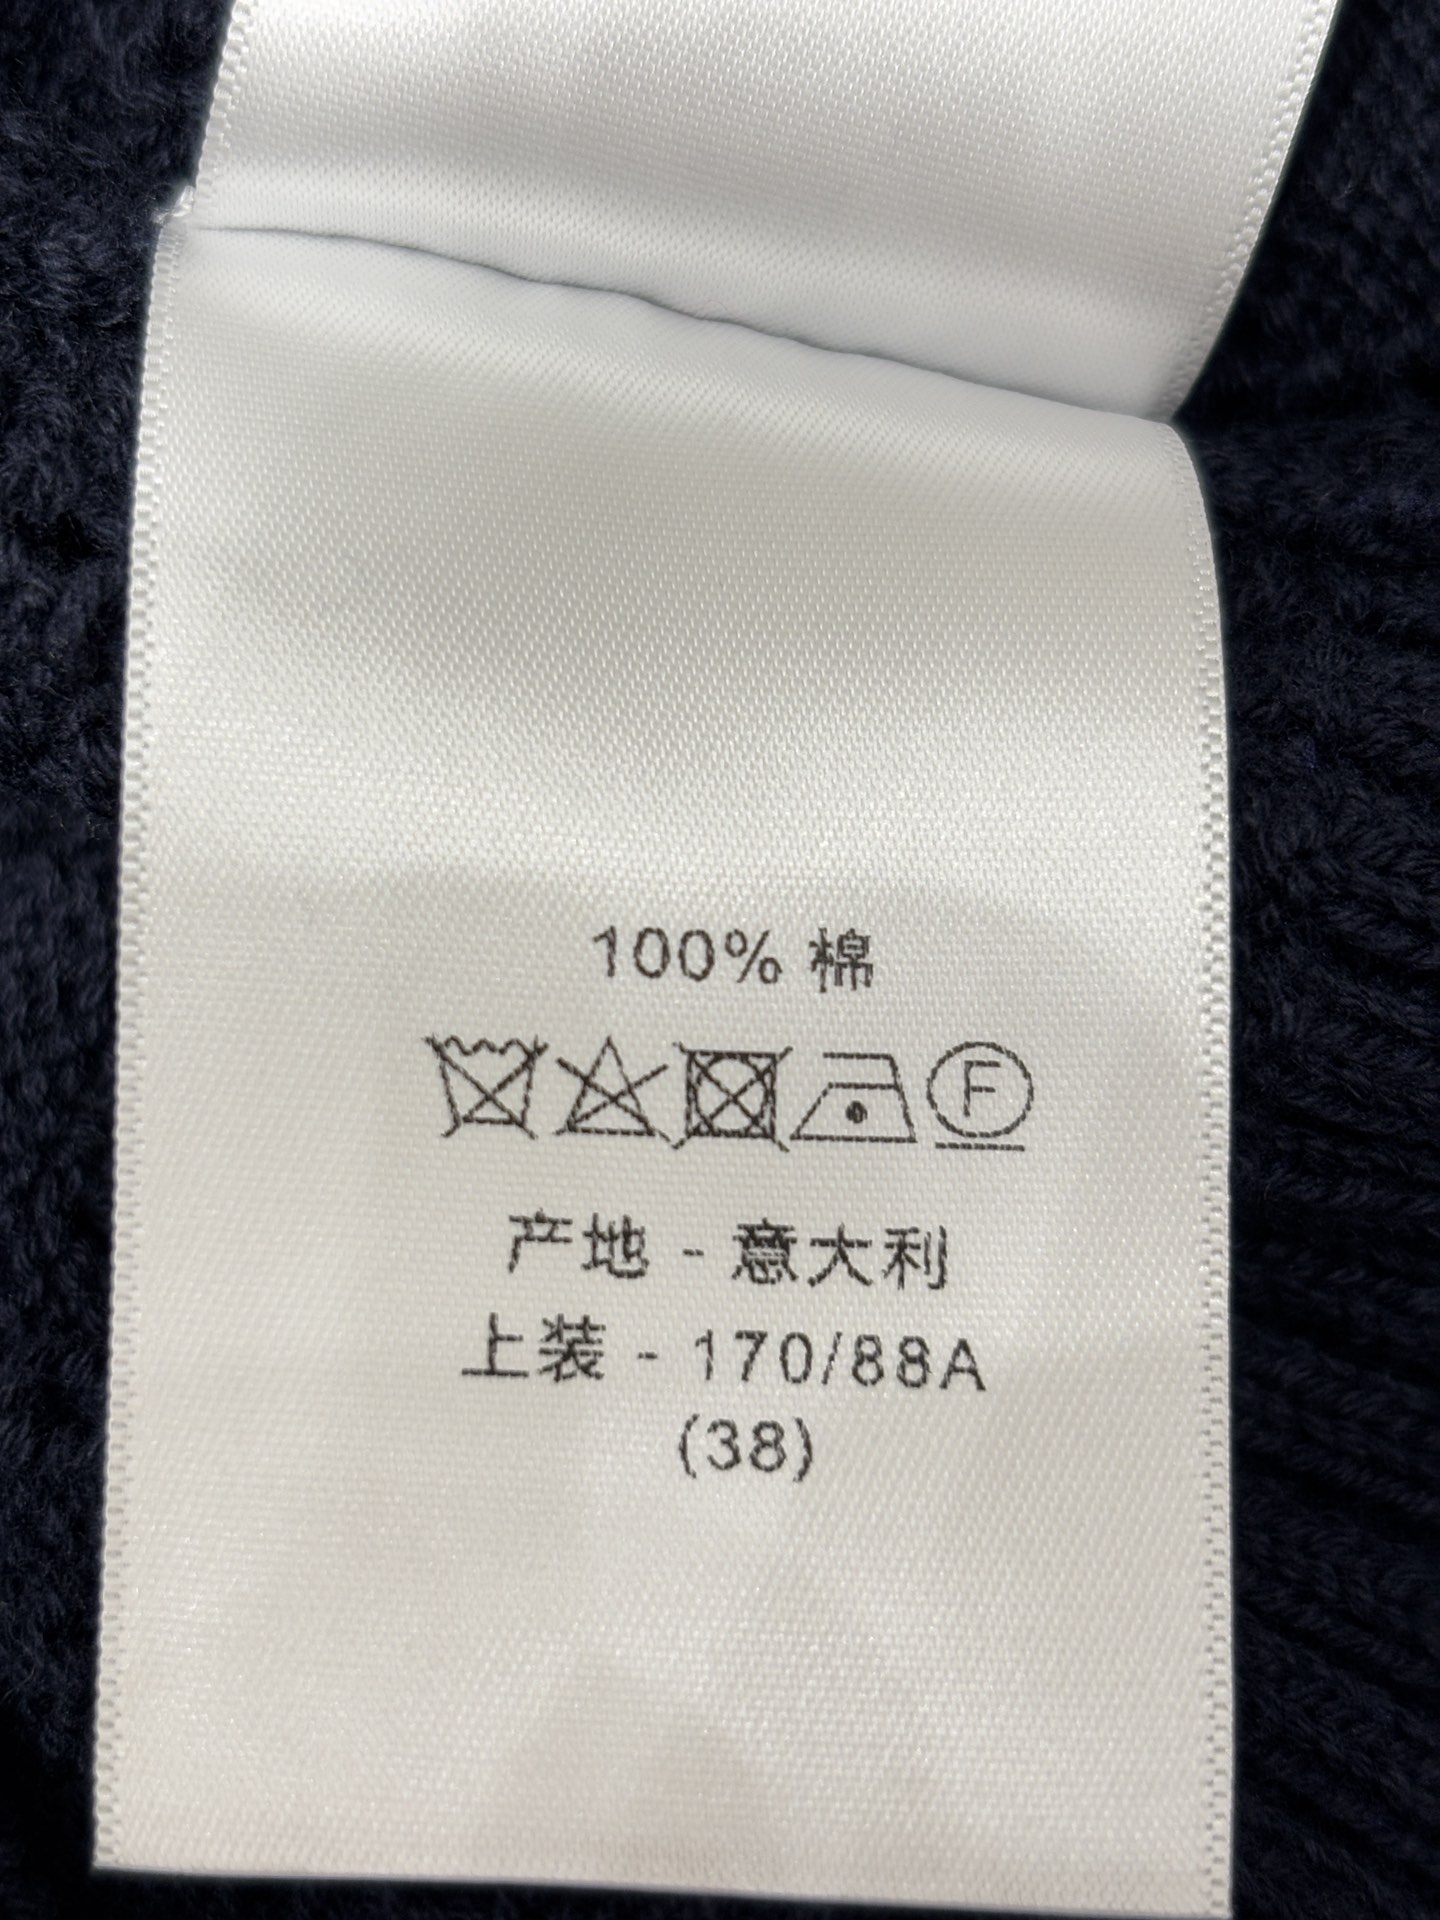 100% 棉
F
产地 - 意大利
上装 - 170/88A
(38)